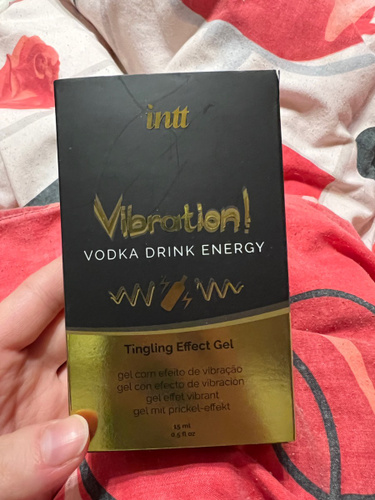 intt
Vibration!
VODKA DRINK ENERGY
Tingling Effect Gel
gel com efeito de vibração
gel con efecto de vibración
gel effet vibrant
gel mit prickel-effekt
15 ml
0.5 fl oz